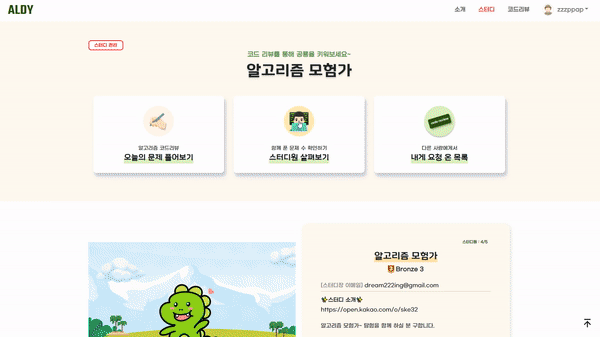 ALDY
소개
스터디
코드리뷰
zzzppap
스터디 관리
코드 리뷰를 통해 공룡을 키워보세요~
알고리즘 모험가
알고리즘 코드리뷰
오늘의 문제 풀어보기
함께 푼 문제 수 확인하기
스터디원 살펴보기
다른 사람에게서
내게 요청 온 목록
스터디원 : 4/5
알고리즘 모험가
Bronze 3
(스터디장 이메일) dream222ing@gmail.com
스터디 소개
https://open.kakao.com/o/ske32
알고리즘 모험가~ 탐험을 함께 하실 분 구합니다.